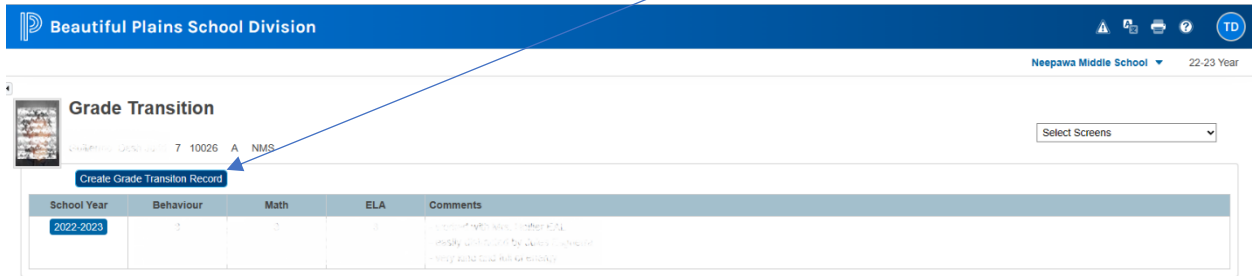 Beautiful Plains School Division
TD
Neepawa Middle School 22-23 Year
Grade Transition
Select Screens
7 10026 A NMS
Create Grade Transiton Record
School Year Behaviour Math ELA Comments
2022-2023